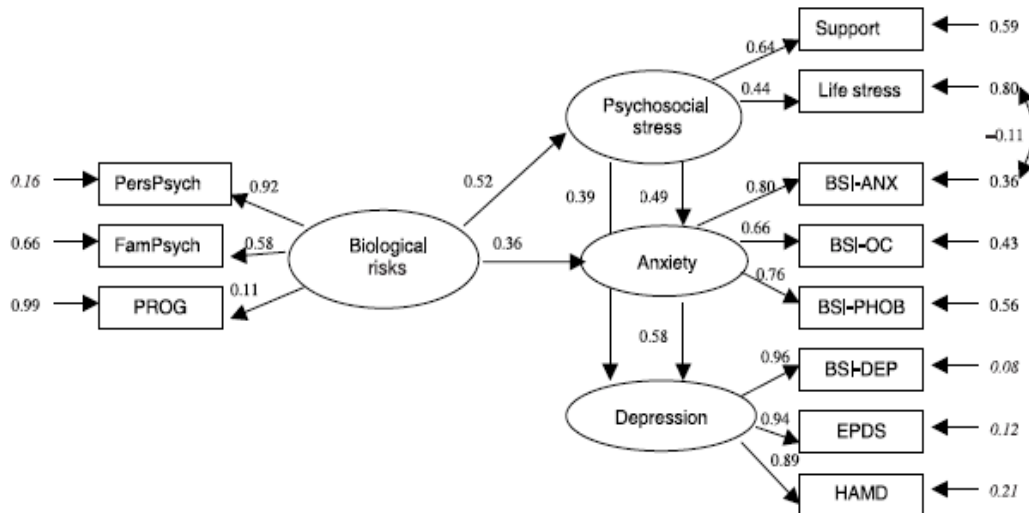 Support
0.59
0.64
Life stress
0.80
0.44
Psychosocial
stress
−0.11
0.16
PersPsych
0.92
0.52
0.39
0.49
0.80
BSI-ANX
0.36
0.66
FamPsych
0.58
Biological
risks
0.36
Anxiety
0.66
BSI-OC
0.43
0.99
PROG
0.11
0.76
BSI-PHOB
0.56
0.58
0.96
BSI-DEP
0.08
Depression
0.94
EPDS
0.12
0.89
HAMD
0.21